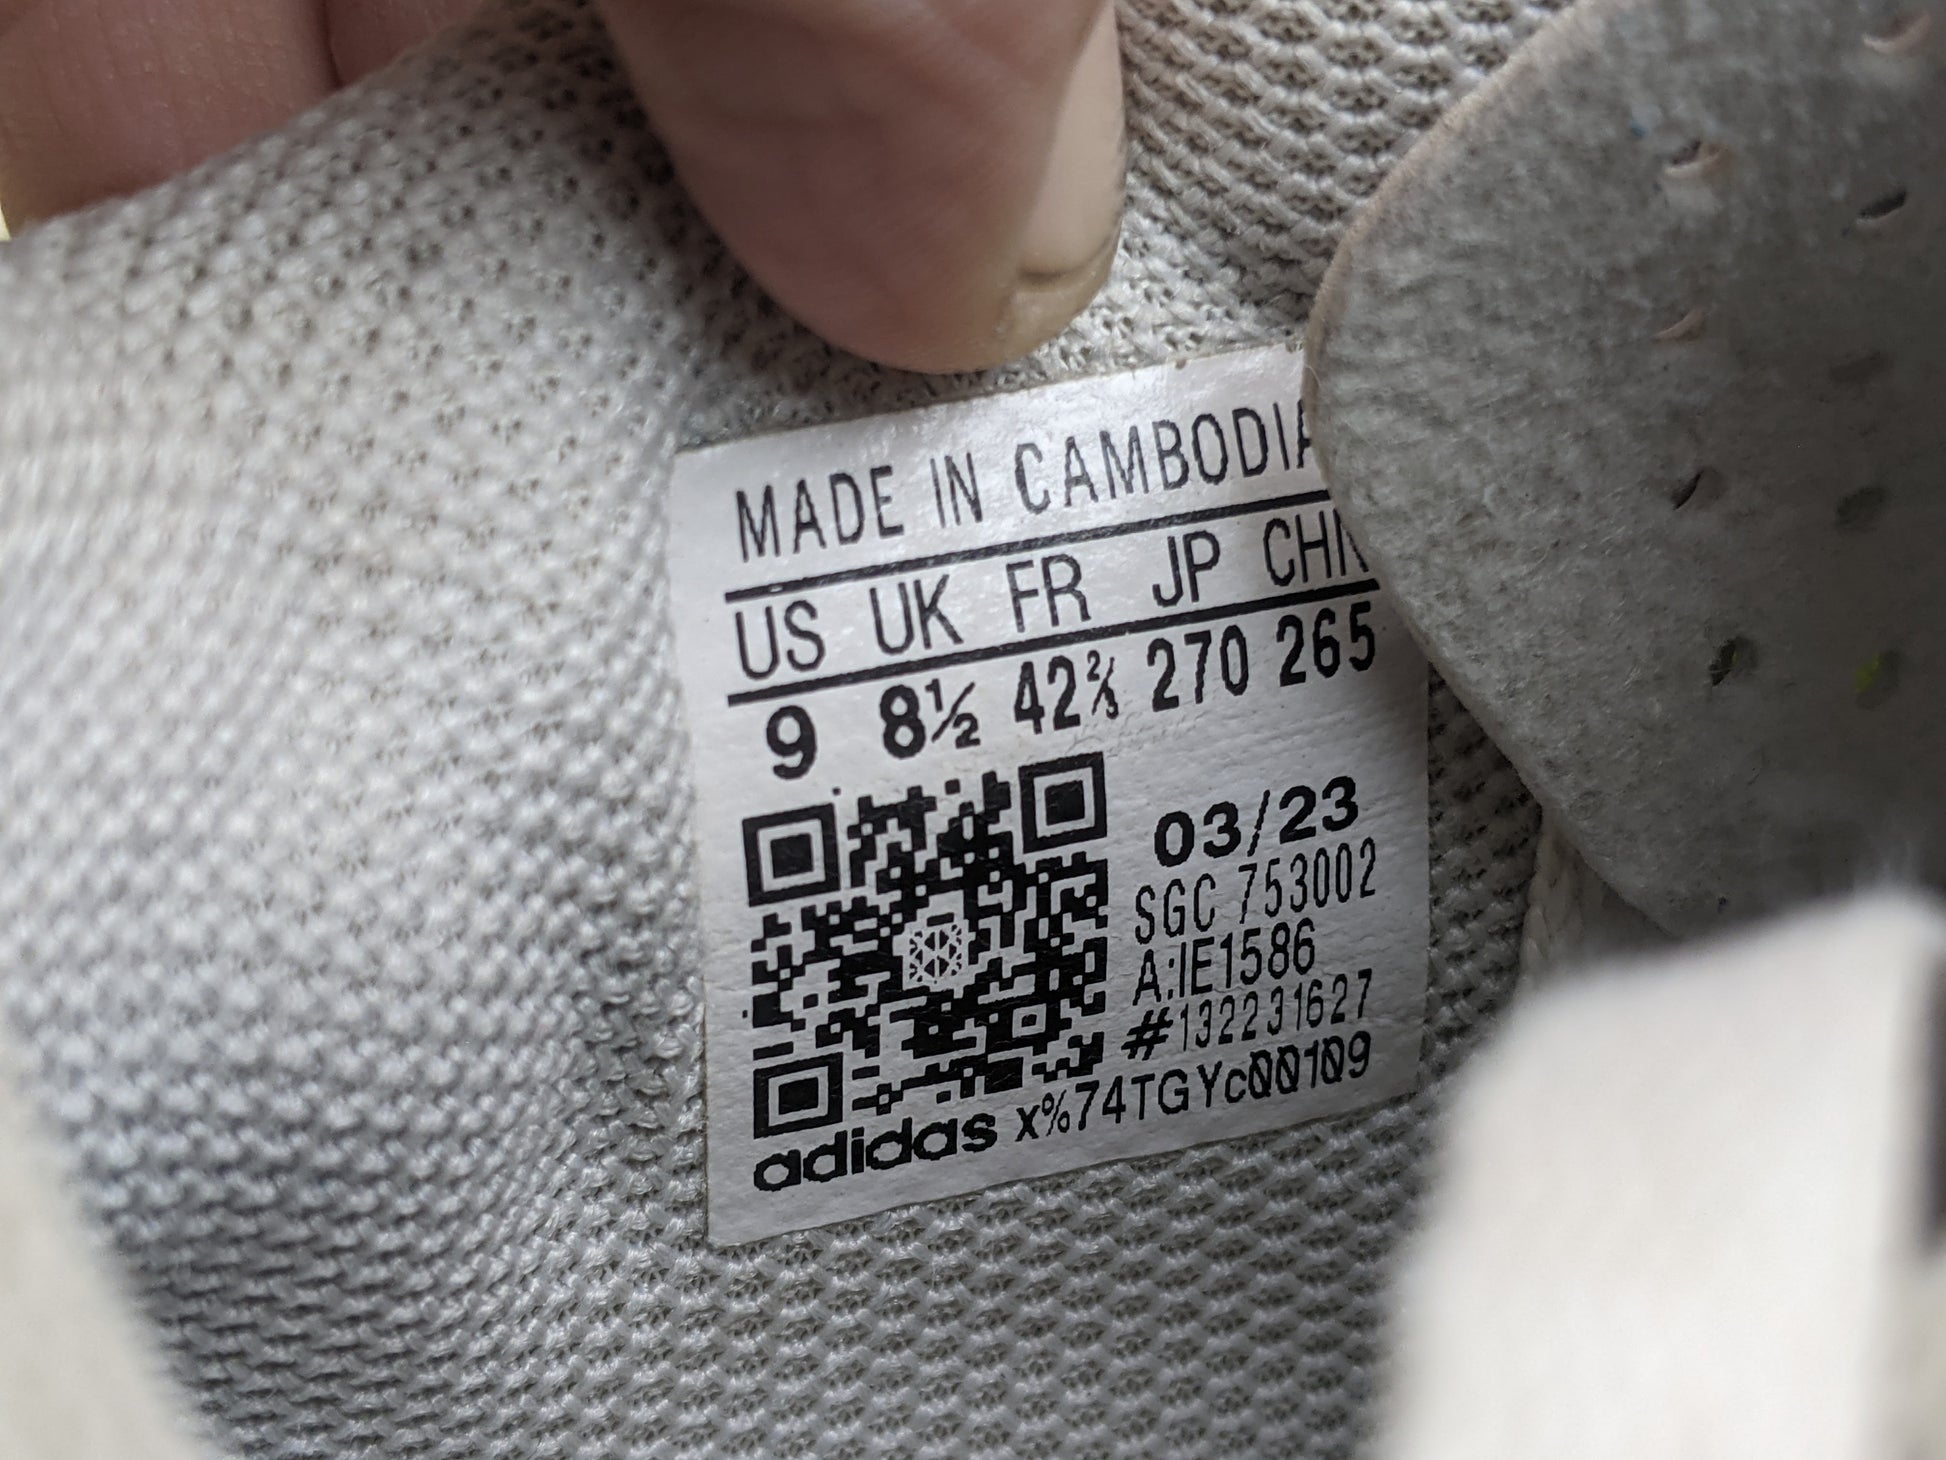 MADE IN CAMBODIA
US UK FR JP CHN
9 8½ 42⅔ 270 265
03/23
SGC 753002
A:IE1586
#132231627
adidas x%74TGYc00109